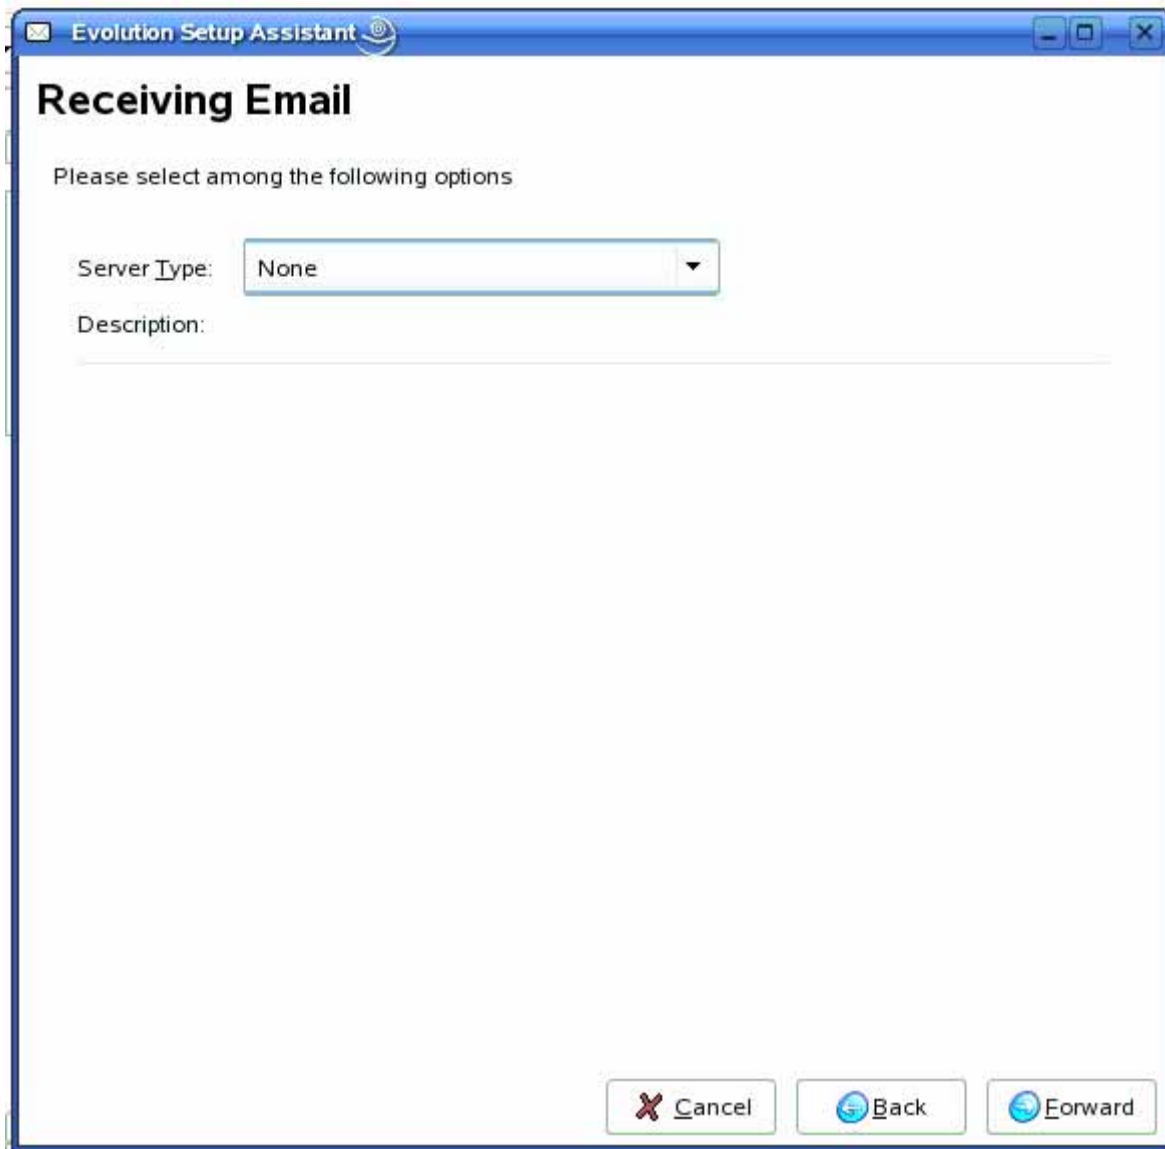 Evolution Setup Assistant
Receiving Email
Please select among the following options
Server Type: None
Description:
Cancel Back Forward